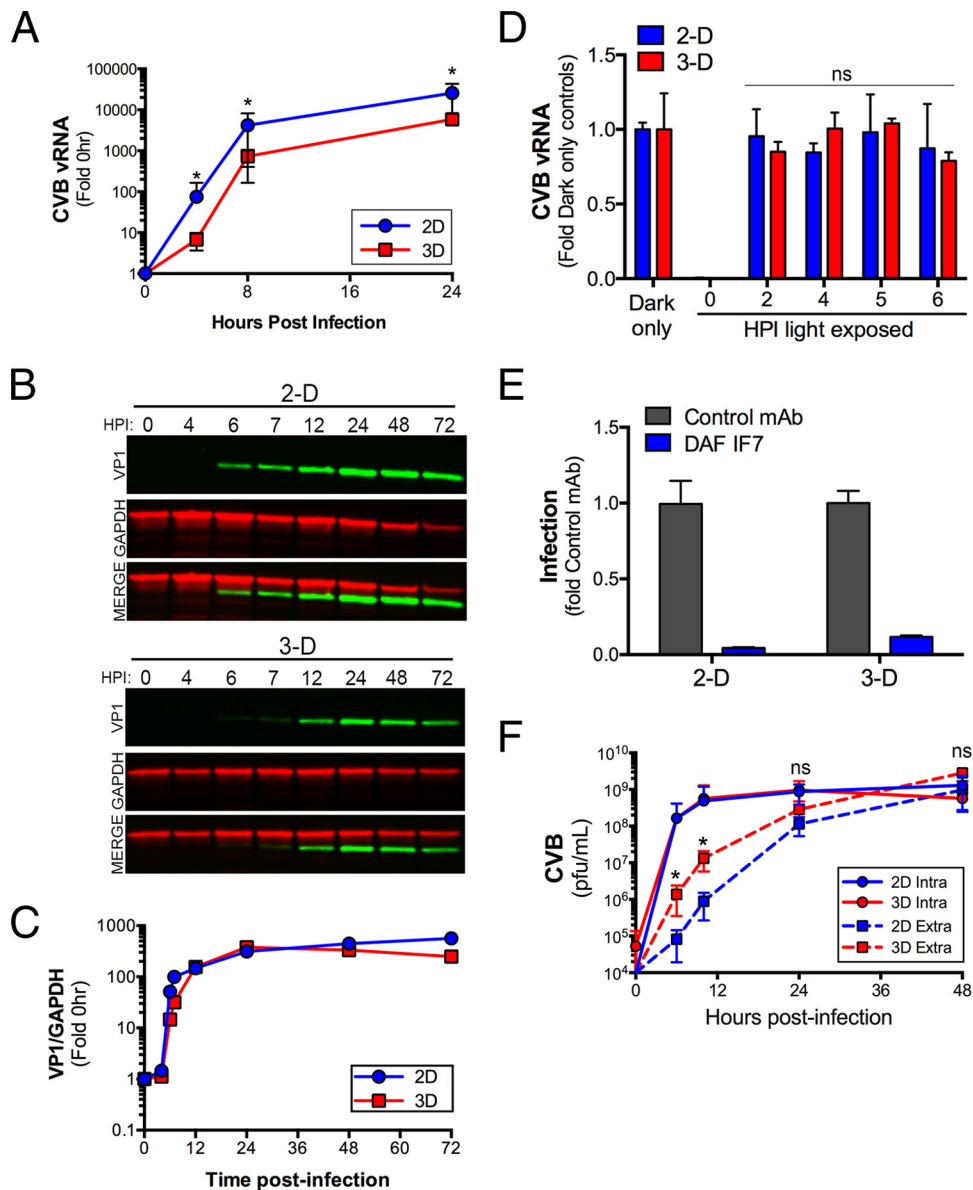 A
CVB vRNA
(Fold 0hr)
100000
10000
1000
100
10
1
*
*
*
2D
3D
0
8
16
24
Hours Post Infection
B
2-D
HPI: 0 4 6 7 12 24 48 72
VP1
GAPDH
MERGE
3-D
HPI: 0 4 6 7 12 24 48 72
VP1
GAPDH
MERGE
C
VP1/GAPDH
(Fold 0hr)
1000
100
10
1
0.1
2D
3D
0 12 24 36 48 60 72
Time post-infection
D
2-D
3-D
CVB vRNA
(Fold Dark only controls)
1.5
1.0
0.5
0.0
ns
Dark
only
0 2 4 5 6
HPI light exposed
E
Control mAb
DAF IF7
Infection
(fold Control mAb)
1.5
1.0
0.5
0.0
2-D
3-D
F
CVB
(pfu/mL)
10¹⁰
10⁹
10⁸
10⁷
10⁶
10⁵
10⁴
*
*
ns
ns
2D Intra
3D Intra
2D Extra
3D Extra
0 12 24 36 48
Hours post-infection